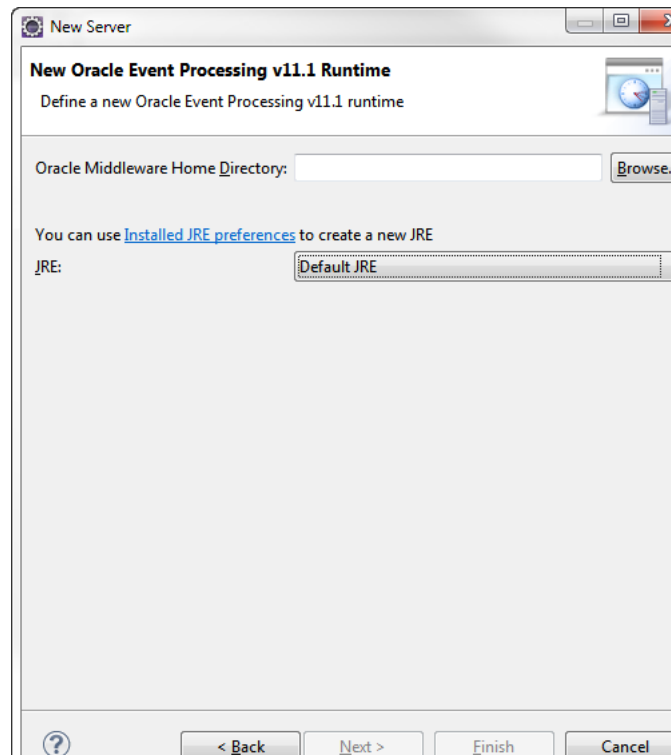 New Server
New Oracle Event Processing v11.1 Runtime
Define a new Oracle Event Processing v11.1 runtime
Oracle Middleware Home Directory: Browse.
You can use Installed JRE preferences to create a new JRE
JRE: Default JRE
? < Back Next > Finish Cancel